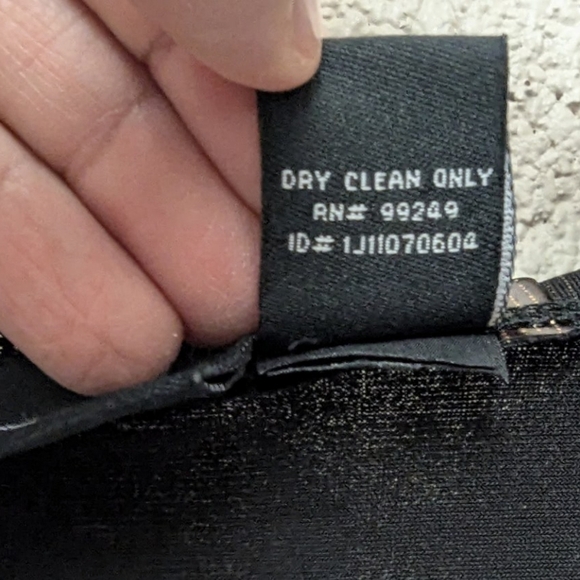 DRY CLEAN ONLY
RN# 99249
ID# 1J11070604